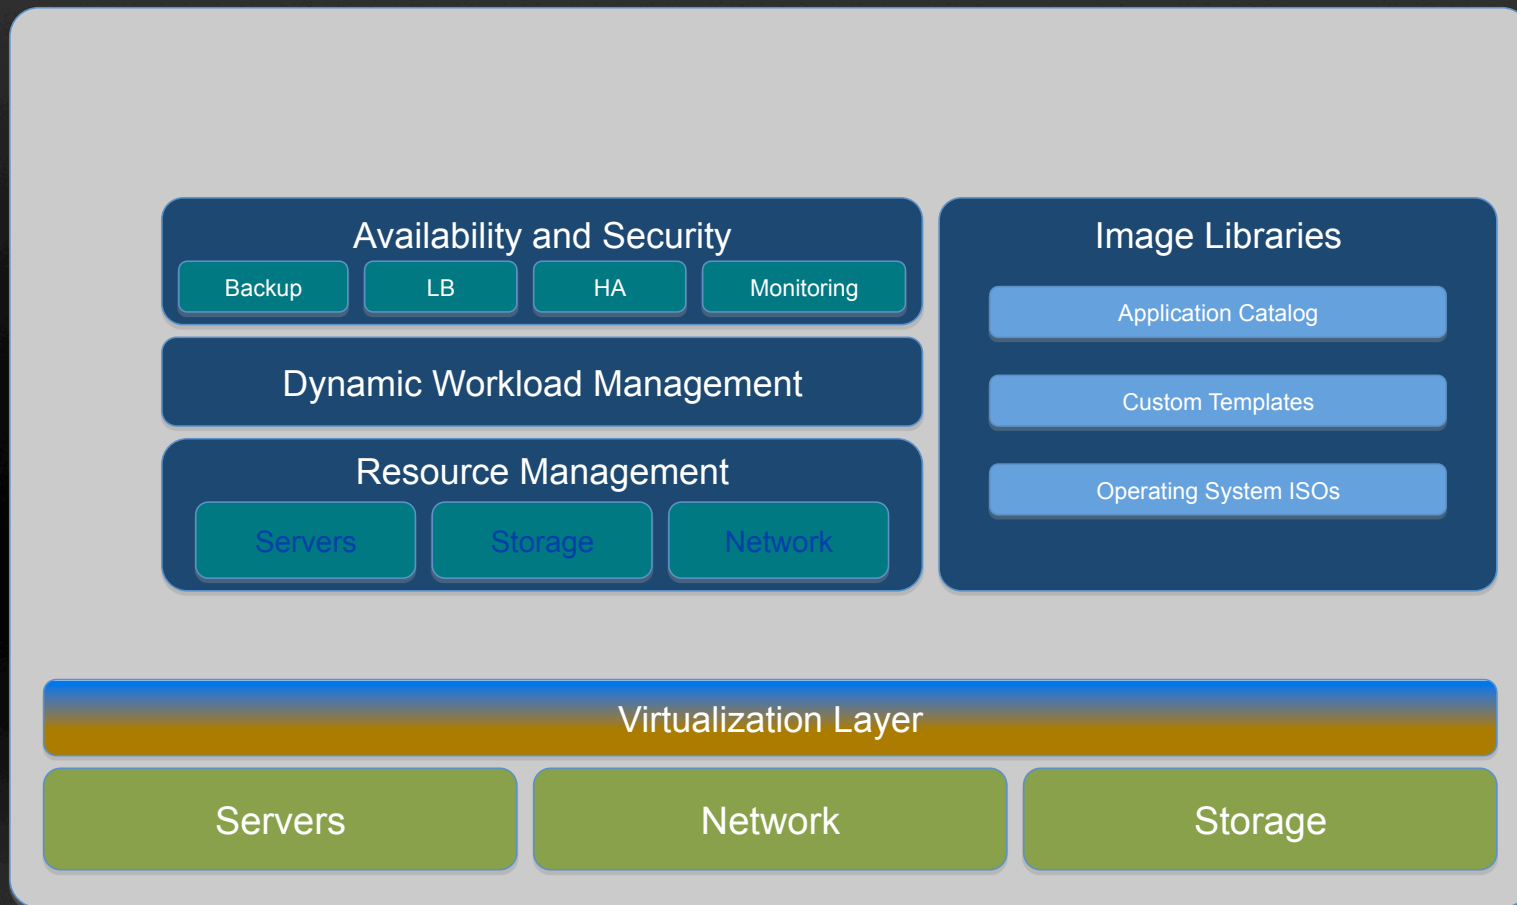 Availability and Security
Backup
LB
HA
Monitoring
Dynamic Workload Management
Resource Management
Servers
Storage
Network
Image Libraries
Application Catalog
Custom Templates
Operating System ISOs
Virtualization Layer
Servers
Network
Storage